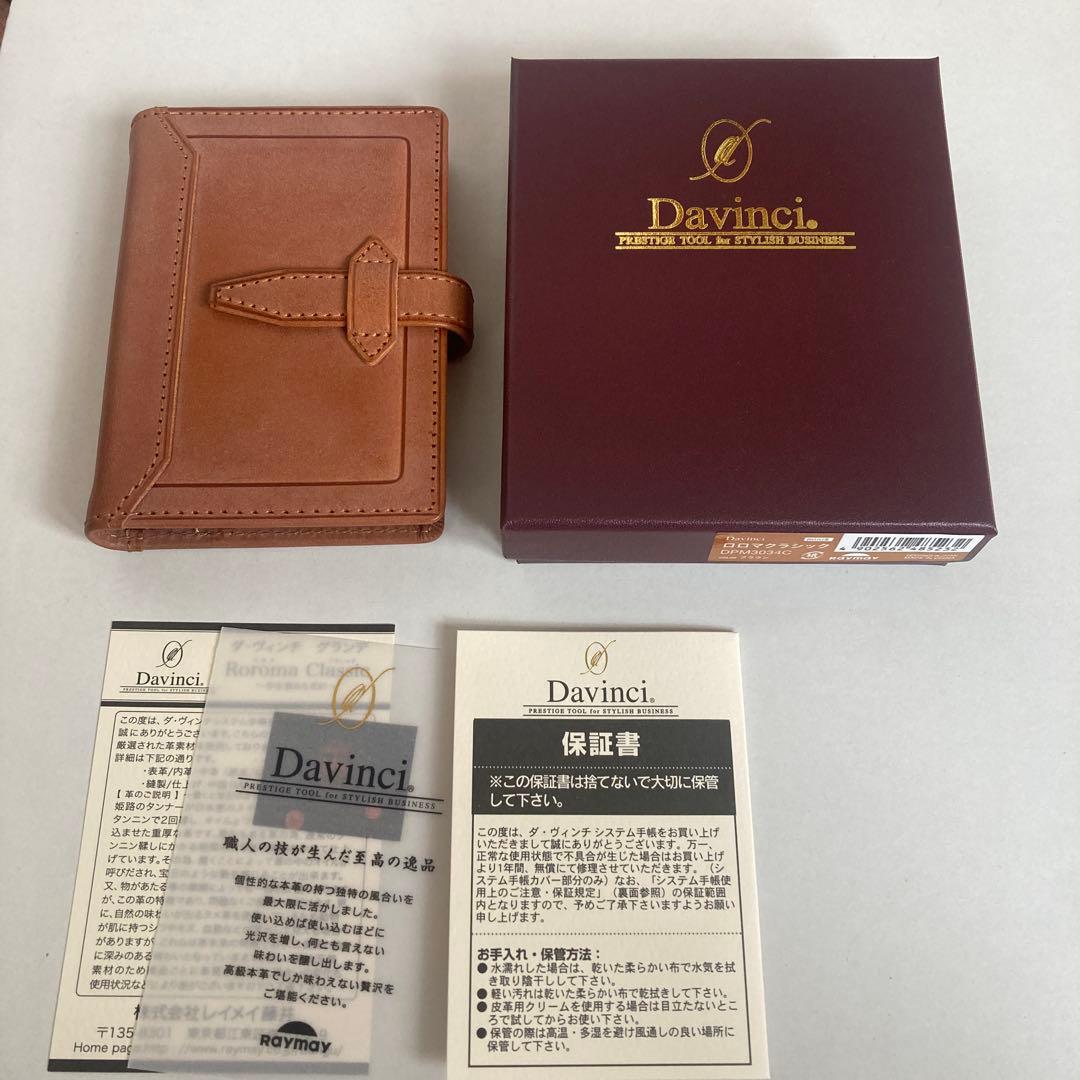 Davinci®
PRESTIGE TOOL for STYLISH BUSINESS
Davinci
ロロマクラシック
DPM3034C
ブラウン
mini6
RAYMAY
Davinci®
PRESTIGE TOOL for STYLISH BUSINESS
この度は、ダ・ヴィン
誠にありがとうござ
厳選された革素材
詳細は下記の通り
・表革/内革
・縫製/仕上
【 革のご説明 】
姫路のタンナー
タンニンで2回
込ませた重厚な
ンニン鞣しにか
げています。そ
呼びだされ、宝
又、物があたる
が、この革の特
に、自然の味わ
が肌に持つシ
がありますが
に深みのある
素材のため
使用状況な
株式会社レイメイ藤井
〒135-8301 東京都江東
Home page http://www.raymay.co
ダ・ヴィンチ グランデ
Roroma Classic
Davinci®
PRESTIGE TOOL for STYLISH BUSINESS
職人の技が生んだ至高の逸品
個性的な本革の持つ独特の風合いを
最大限に活かしました。
使い込めば使い込むほどに
光沢を増し、何とも言えない
味わいを醸し出します。
高級本革でしか味わえない贅沢を
ご堪能ください。
RAYMAY
Davinci®
PRESTIGE TOOL for STYLISH BUSINESS
保証書
※この保証書は捨てないで大切に保管
して下さい。
この度は、ダ・ヴィンチ システム手帳をお買い上げ
いただきまして誠にありがとうございます。万一、
正常な使用状態で不具合が生じた場合はお買い上げ
より1年間、無償にて修理させていただきます。（シ
ステム手帳カバー部分のみ）なお、「システム手帳使
用上のご注意・保証規定」（裏面参照）の保証範囲
内となりますので、予めご了承下さいますようお願い
申し上げます。
お手入れ・保管方法：
● 水濡れした場合は、乾いた柔らかい布で水気を拭
き取り陰干しして下さい。
● 軽い汚れは乾いた柔らかい布で乾拭きして下さい。
● 皮革用クリームを使用する場合は目立たないとこ
ろで試してからお使い下さい。
● 保管の際は高温・多湿を避け風通しの良い場所に
保管して下さい。